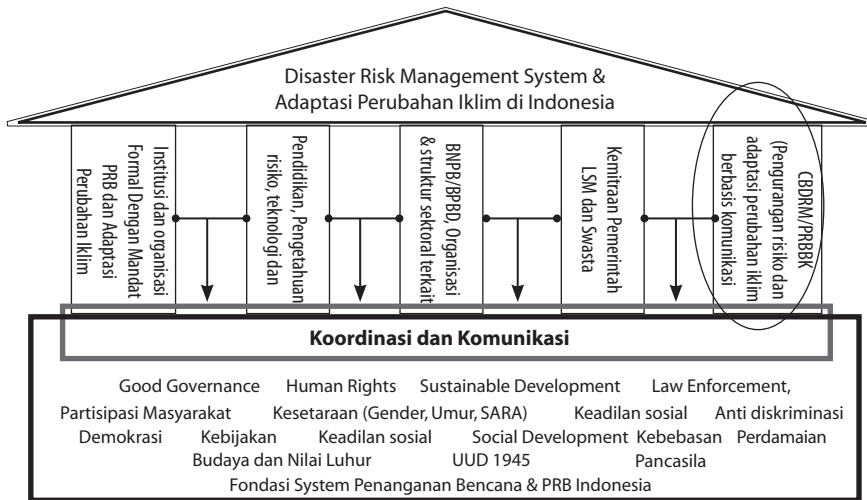 Disaster Risk Management System &
Adaptasi Perubahan Iklim di Indonesia
Institusi dan organisasi
Formal Dengan Mandat
PRB dan Adaptasi
Perubahan Iklim
Pendidikan, Pengetahuan
risiko, teknologi dan
BNPB/BPBD, Organisasi
& struktur sektoral terkait
Kemitraan Pemerintah
LSM dan Swasta
CBDRM/PRBBK
(Pengurangan risiko dan
adaptasi perubahan iklim
berbasis komunikasi
Koordinasi dan Komunikasi
Good Governance Human Rights Sustainable Development Law Enforcement,
Partisipasi Masyarakat Kesetaraan (Gender, Umur, SARA) Keadilan sosial Anti diskriminasi
Demokrasi Kebijakan Keadilan sosial Social Development Kebebasan Perdamaian
Budaya dan Nilai Luhur UUD 1945 Pancasila
Fondasi System Penanganan Bencana & PRB Indonesia